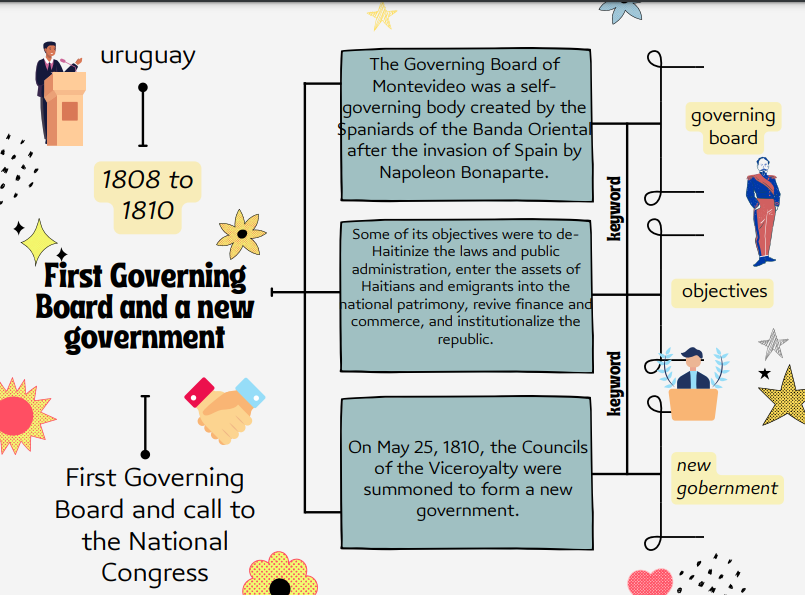 uruguay
1808 to
1810
First Governing
Board and a new
government
First Governing
Board and call to
the National
Congress
The Governing Board of
Montevideo was a self-
governing body created by the
Spaniards of the Banda Oriental
after the invasion of Spain by
Napoleon Bonaparte.
Some of its objectives were to de-
Haitinize the laws and public
administration, enter the assets of
Haitians and emigrants into the
national patrimony, revive finance and
commerce, and institutionalize the
republic.
On May 25, 1810, the Councils
of the Viceroyalty were
summoned to form a new
government.
keyword
keyword
governing
board
objectives
new
gobernment